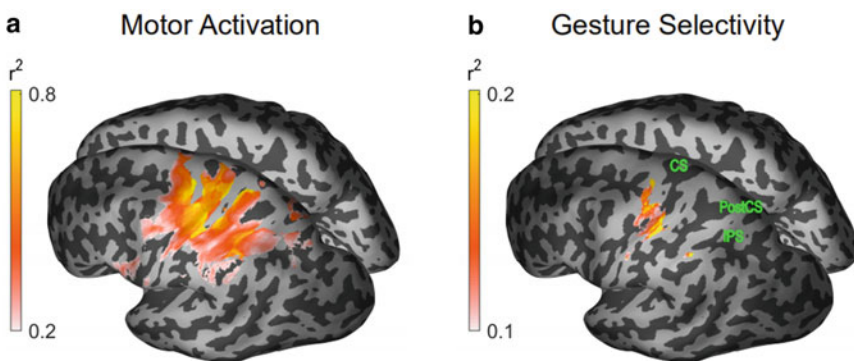 a Motor Activation
r²
0.8
0.2
b Gesture Selectivity
r²
0.2
0.1
CS
PostCS
IPS